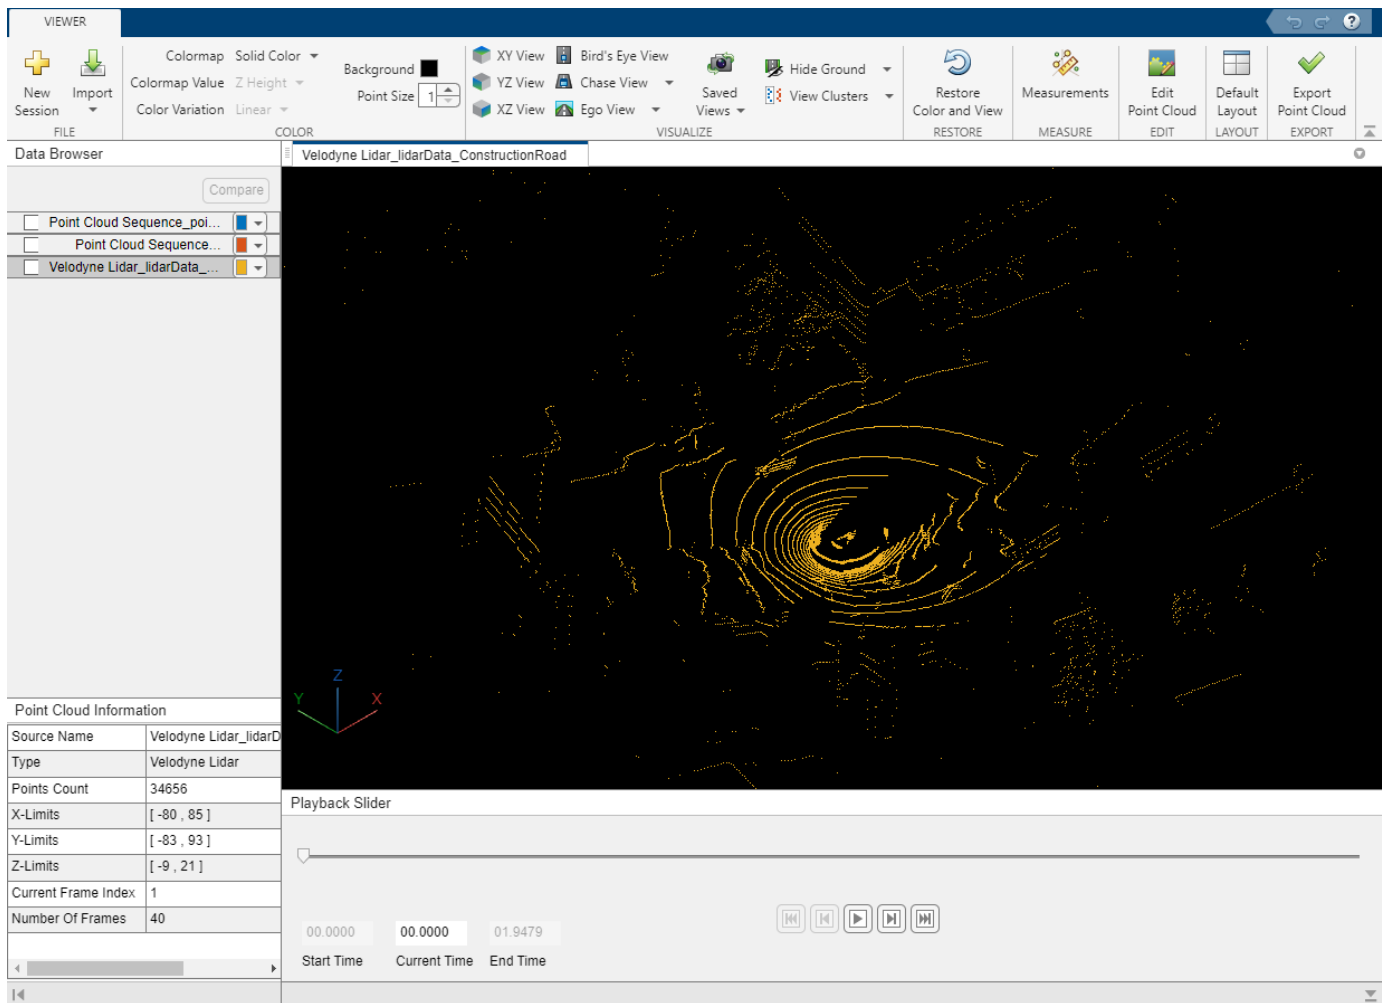 VIEWER
?
New Session
Import
FILE
Colormap Solid Color
Colormap Value Z Height
Color Variation Linear
Background
Point Size 1
COLOR
XY View
YZ View
XZ View
Bird's Eye View
Chase View
Ego View
Saved Views
Hide Ground
View Clusters
VISUALIZE
Restore Color and View
RESTORE
Measurements
MEASURE
Edit Point Cloud
EDIT
Default Layout
LAYOUT
Export Point Cloud
EXPORT
Data Browser
Compare
Point Cloud Sequence_poi...
Point Cloud Sequence...
Velodyne Lidar_lidarData_...
Velodyne Lidar_lidarData_ConstructionRoad
Z
Y
X
Point Cloud Information
Source Name Velodyne Lidar_lidarD
Type Velodyne Lidar
Points Count 34656
X-Limits [ -80 , 85 ]
Y-Limits [ -83 , 93 ]
Z-Limits [ -9 , 21 ]
Current Frame Index 1
Number Of Frames 40
Playback Slider
00.0000 00.0000 01.9479
Start Time Current Time End Time